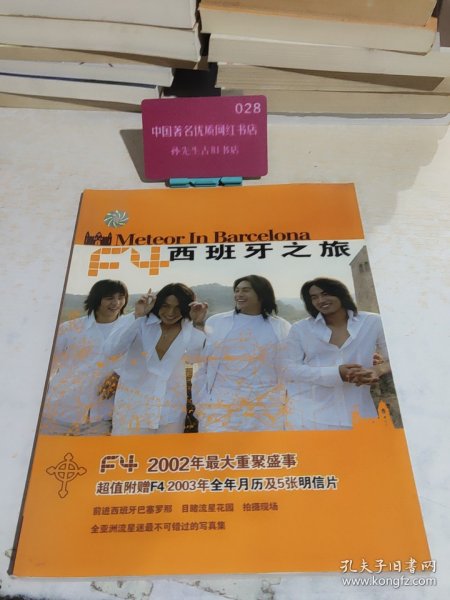 028
中国著名优质网红书店
孙先生古旧书店
Meteor In Barcelona
F4西班牙之旅
F4 2002年最大重聚盛事
超值附赠F4 2003年全年月历及5张明信片
前进西班牙巴塞罗那 目睹流星花园 拍摄现场
全亚洲流星迷最不可错过的写真集
孔夫子旧书网
www.kongfz.com